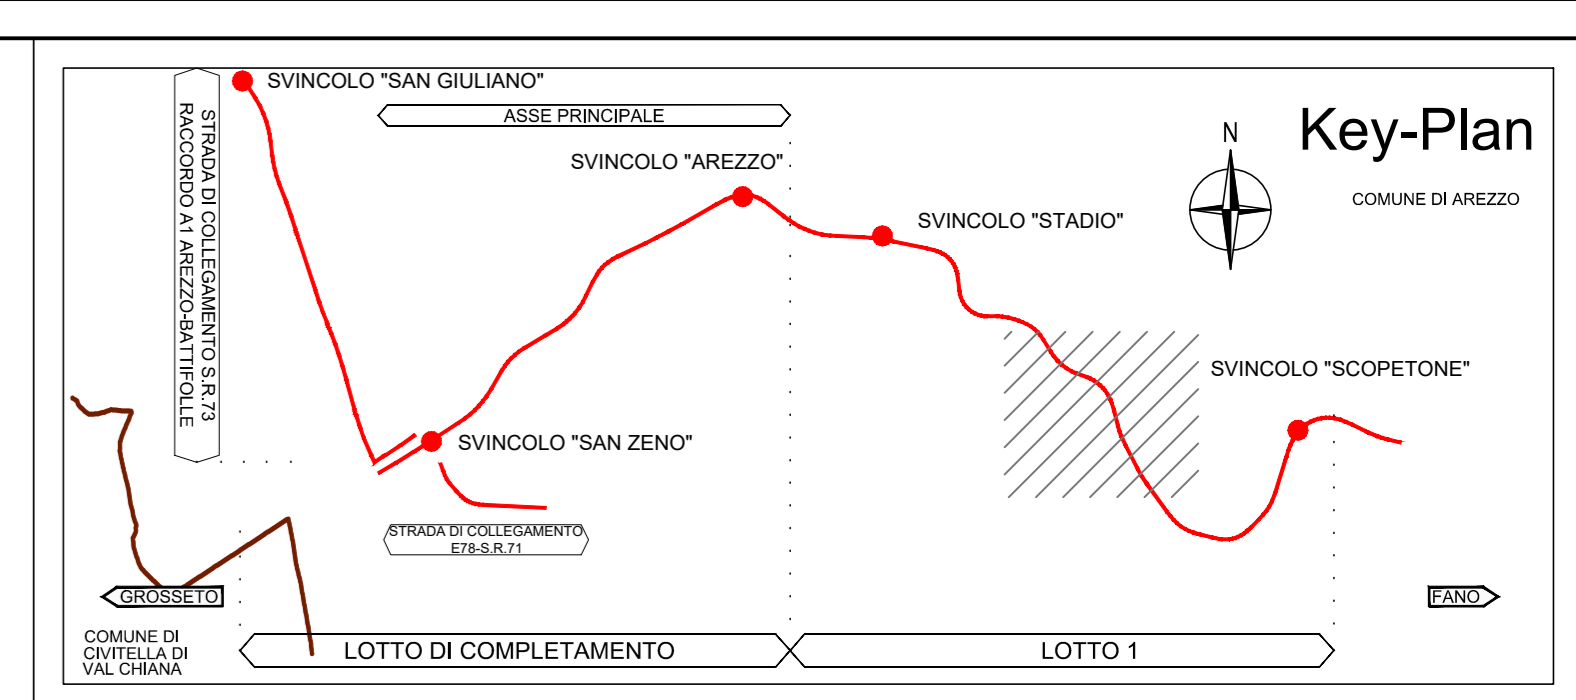 SVINCOLO "SAN GIULIANO"
ASSE PRINCIPALE
STRADA DI COLLEGAMENTO S.R.73
RACCORDO A1 AREZZO-BATTIFOLLE
SVINCOLO "AREZZO"
N
Key-Plan
COMUNE DI AREZZO
SVINCOLO "STADIO"
SVINCOLO "SCOPETONE"
SVINCOLO "SAN ZENO"
STRADA DI COLLEGAMENTO
E78-S.R.71
GROSSETO
FANO
COMUNE DI
CIVITELLA DI
VAL CHIANA
LOTTO DI COMPLETAMENTO
LOTTO 1